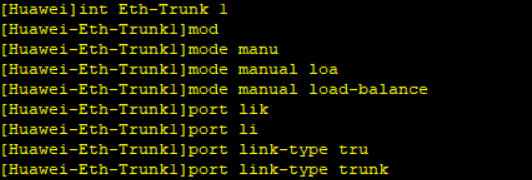 [Huawei]int Eth-Trunk 1
[Huawei-Eth-Trunk1]mod
[Huawei-Eth-Trunk1]mode manu
[Huawei-Eth-Trunk1]mode manual loa
[Huawei-Eth-Trunk1]mode manual load-balance
[Huawei-Eth-Trunk1]port lik
[Huawei-Eth-Trunk1]port li
[Huawei-Eth-Trunk1]port link-type tru
[Huawei-Eth-Trunk1]port link-type trunk